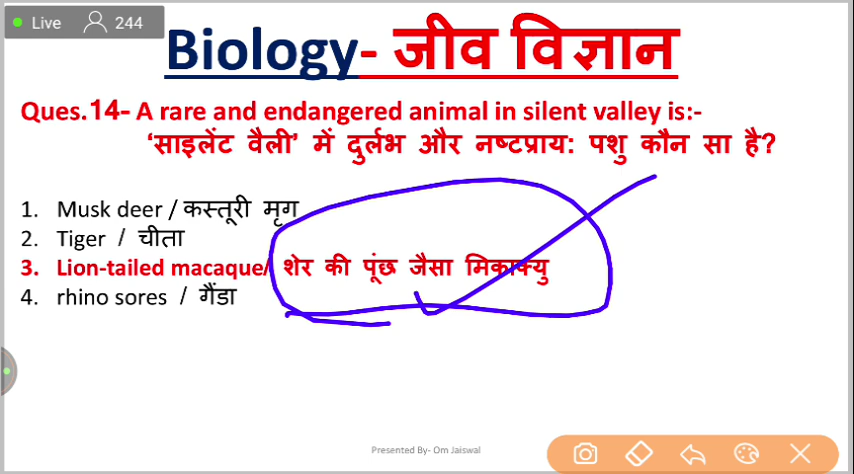 Live 244
Biology- जीव विज्ञान
Ques.14- A rare and endangered animal in silent valley is:-
‘साइलेंट वैली’ में दुर्लभ और नष्टप्राय: पशु कौन सा है?
1. Musk deer / कस्तूरी मृग
2. Tiger / चीता
3. Lion-tailed macaque/ शेर की पूंछ जैसा मिकाक्यु
4. rhino sores / गैंडा
Presented By- Om Jaiswal